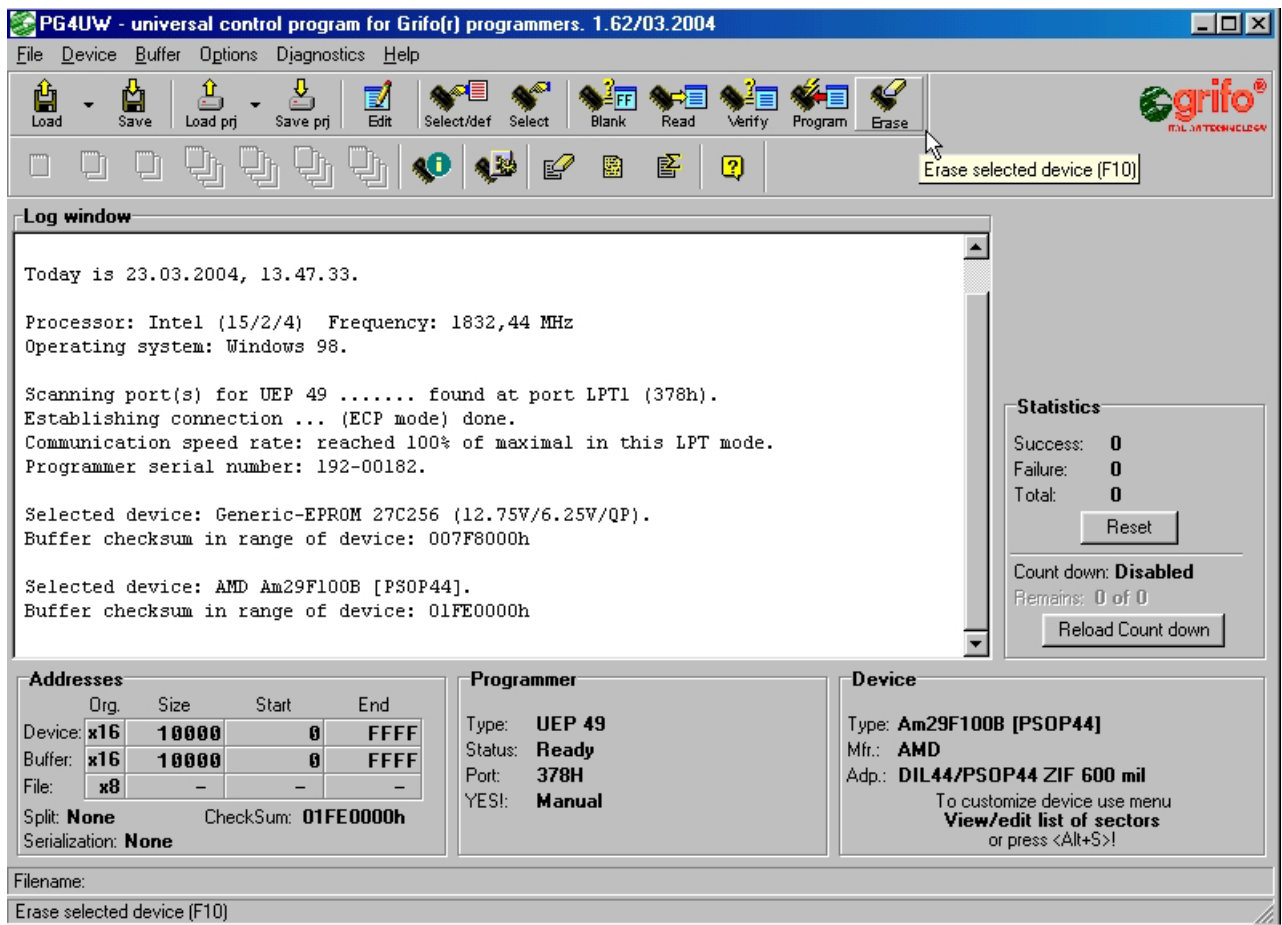 PG4UW - universal control program for Grifo(r) programmers. 1.62/03.2004
File Device Buffer Options Djagnostics Help
Load Save Load prj Save prj Edit Select/def Select Blank Read Verify Program Erase
FF
grifo®
ITALIAN TECHNOLOGY
Erase selected device (F10)
Log window
Today is 23.03.2004, 13.47.33.
Processor: Intel (15/2/4) Frequency: 1832,44 MHz
Operating system: Windows 98.
Scanning port(s) for UEP 49 ....... found at port LPT1 (378h).
Establishing connection ... (ECP mode) done.
Communication speed rate: reached 100% of maximal in this LPT mode.
Programmer serial number: 192-00182.
Selected device: Generic-EPROM 27C256 (12.75V/6.25V/QP).
Buffer checksum in range of device: 007F8000h
Selected device: AMD Am29F100B [PSOP44].
Buffer checksum in range of device: 01FE0000h
Statistics
Success: 0
Failure: 0
Total: 0
Reset
Count down: Disabled
Remains: 0 of 0
Reload Count down
Addresses
Org. Size Start End
Device: x16 10000 0 FFFF
Buffer: x16 10000 0 FFFF
File: x8 - - -
Split: None CheckSum: 01FE0000h
Serialization: None
Programmer
Type: UEP 49
Status: Ready
Port: 378H
YES!: Manual
Device
Type: Am29F100B [PSOP44]
Mfr.: AMD
Adp.: DIL44/PSOP44 ZIF 600 mil
To customize device use menu
View/edit list of sectors
or press <Alt+S>!
Filename:
Erase selected device (F10)